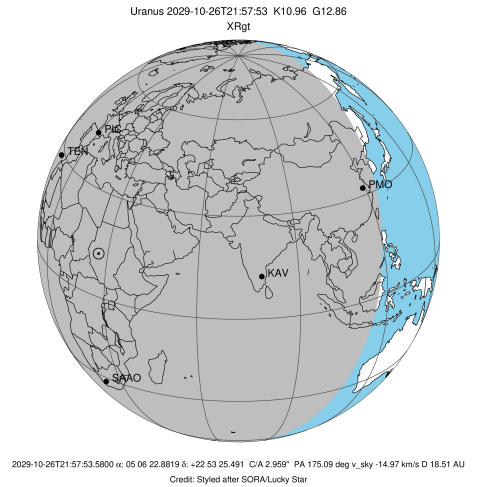 Uranus 2029-10-26T21:57:53 K10.96 G12.86
XRgt
PIC
TEN
PMO
KAV
SAAO
2029-10-26T21:57:53.5800 α: 05 06 22.8819 δ: +22 53 25.491 C/A 2.959" PA 175.09 deg v_sky -14.97 km/s D 18.51 AU
Credit: Styled after SORA/Lucky Star